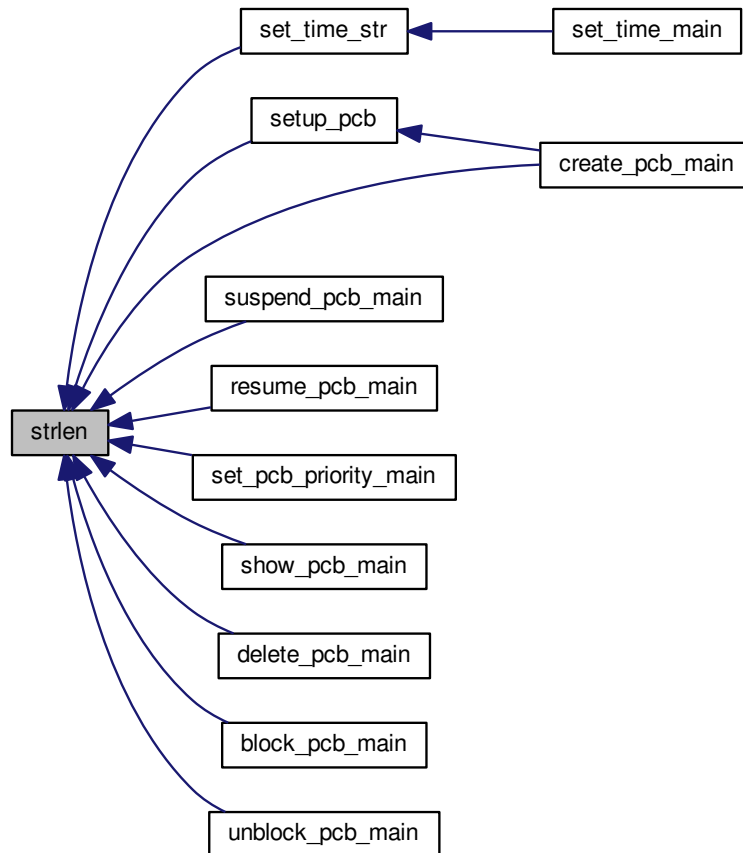 set_time_str
set_time_main
setup_pcb
create_pcb_main
suspend_pcb_main
resume_pcb_main
strlen
set_pcb_priority_main
show_pcb_main
delete_pcb_main
block_pcb_main
unblock_pcb_main